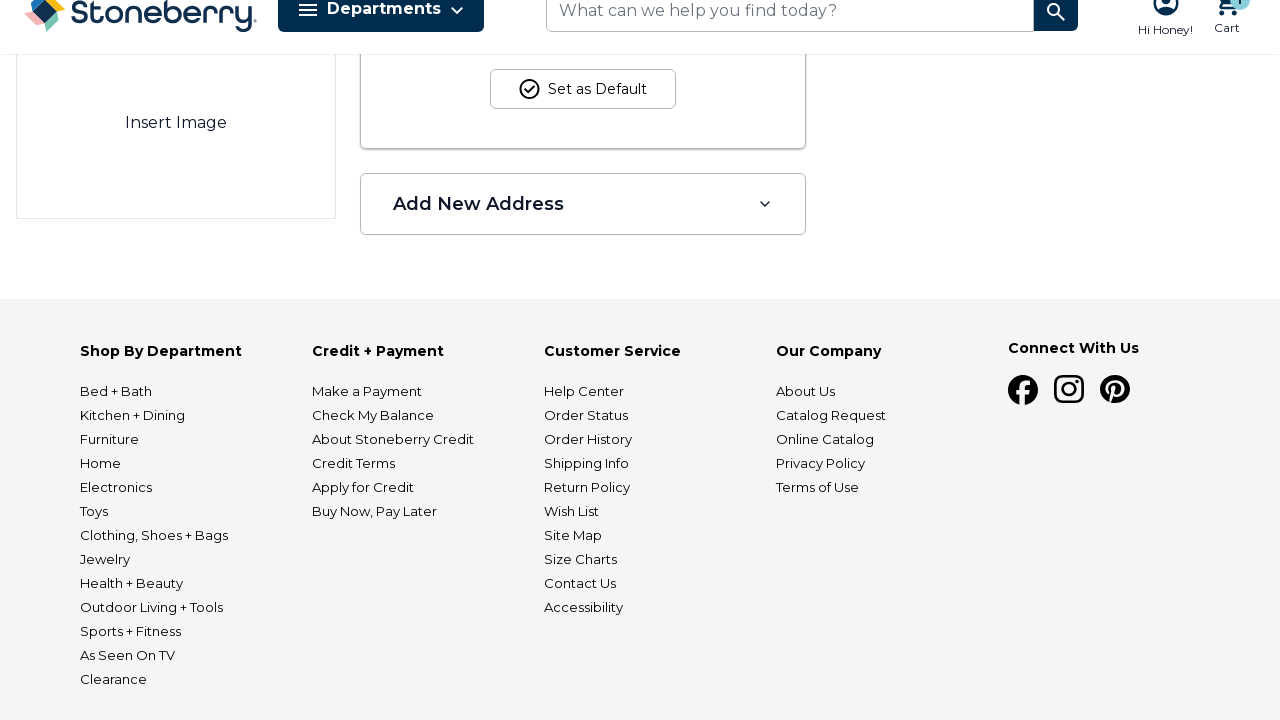 Stoneberry
Departments
What can we help you find today?
Hi Honey!
Cart
Insert Image
Set as Default
Add New Address
Shop By Department
Bed + Bath
Kitchen + Dining
Furniture
Home
Electronics
Toys
Clothing, Shoes + Bags
Jewelry
Health + Beauty
Outdoor Living + Tools
Sports + Fitness
As Seen On TV
Clearance
Credit + Payment
Make a Payment
Check My Balance
About Stoneberry Credit
Credit Terms
Apply for Credit
Buy Now, Pay Later
Customer Service
Help Center
Order Status
Order History
Shipping Info
Return Policy
Wish List
Site Map
Size Charts
Contact Us
Accessibility
Our Company
About Us
Catalog Request
Online Catalog
Privacy Policy
Terms of Use
Connect With Us